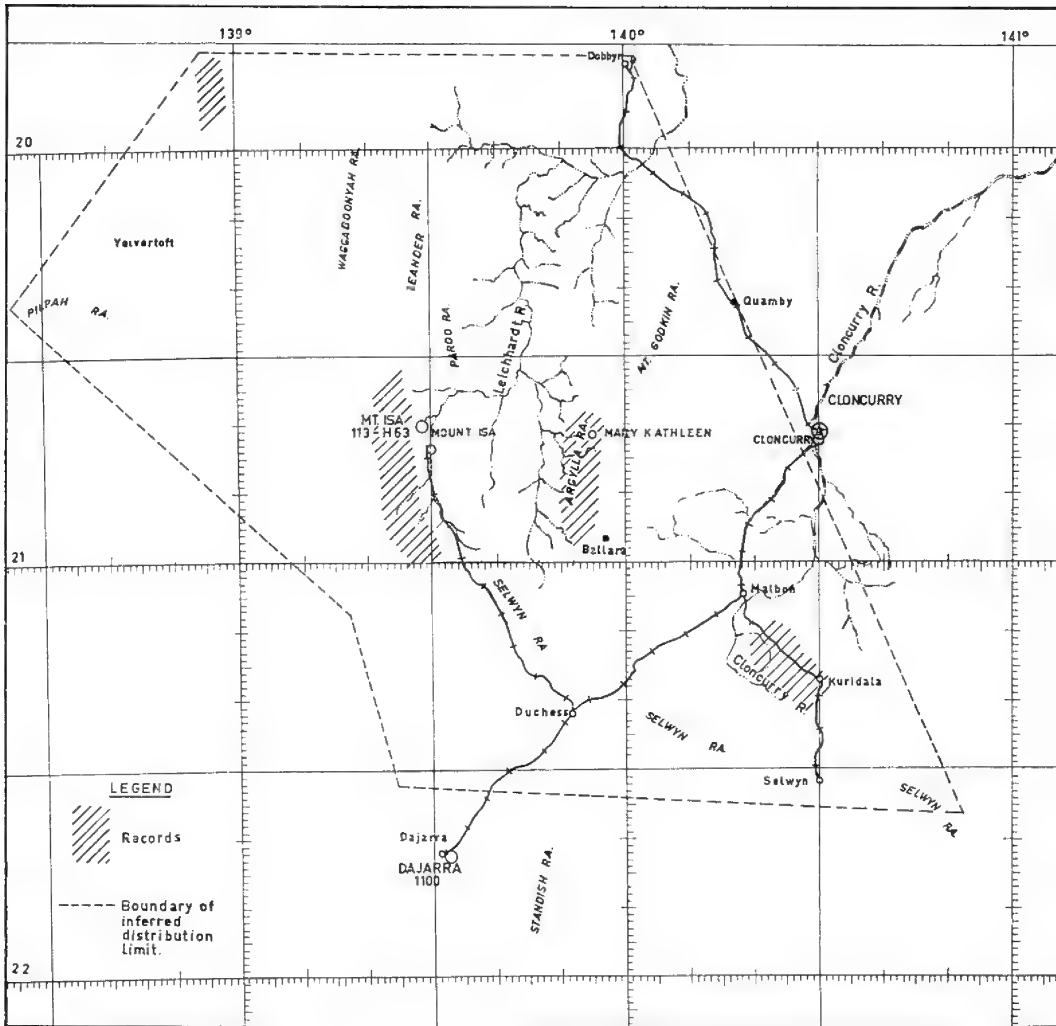 139°
140°
141°
Dobbyn
20
WAGGABOONYAH RA.
LEANDER RA.
Yelvertoft
PILPAH RA.
PAROO RA.
Leichhardt R.
MT. GODKIN RA.
Quamby
Cloncurry R.
CLONCURRY
MT. ISA
113-H63
MOUNT ISA
ARGYLLA RA.
MARY KATHLEEN
CLONCURRY
Ballara
21
SELWYN RA
Malbon
Cloncurry R.
Kuridala
Duchess
SELWYN RA.
Selwyn
SELWYN RA.
LEGEND
Records
Dajarra
DAJARRA
1100
STANDISH RA.
Boundary of
inferred
distribution
limit.
22